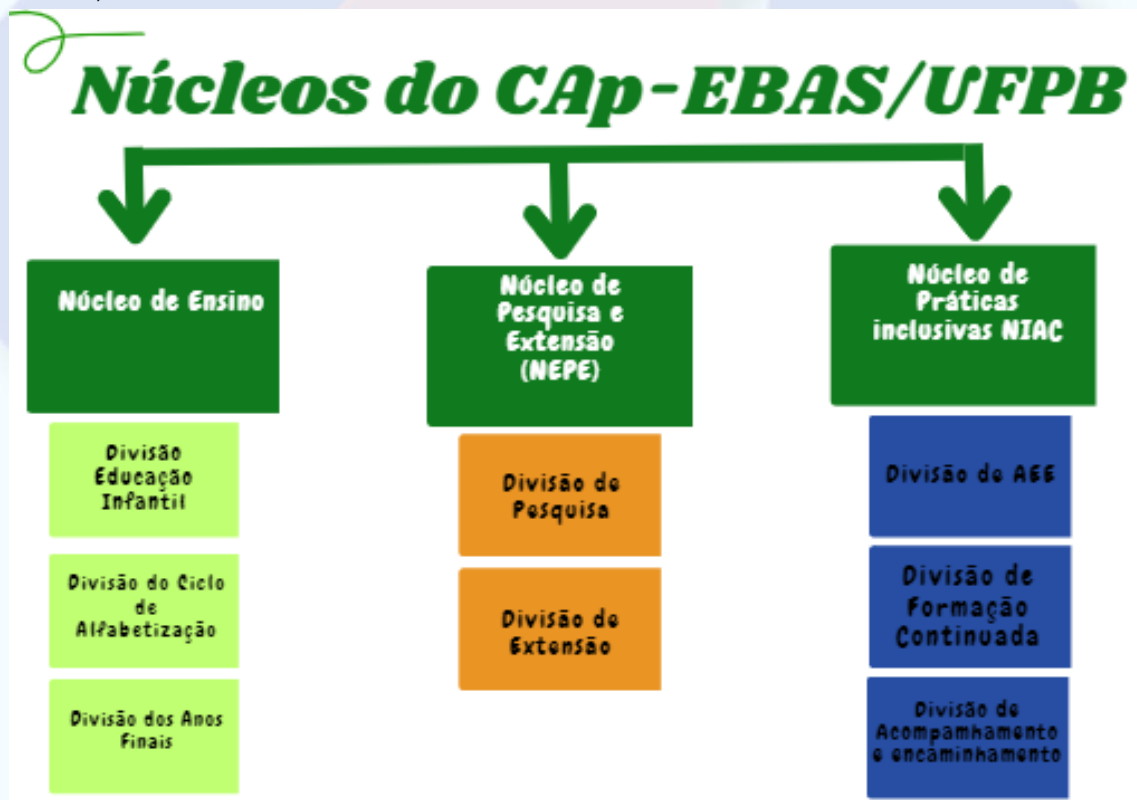 Núcleos do CAp-EBAS/UFPB
Núcleo de Ensino
Divisão
Educação
Infantil
Divisão do Ciclo
de
Alfabetização
Divisão dos Anos
Finais
Núcleo de
Pesquisa e
Extensão
(NEPE)
Divisão de
Pesquisa
Divisão de
Extensão
Núcleo de
Práticas
inclusivas NIAC
Divisão de AEE
Divisão de
Formação
Continuada
Divisão de
Acompamhamento
e encaminhamento